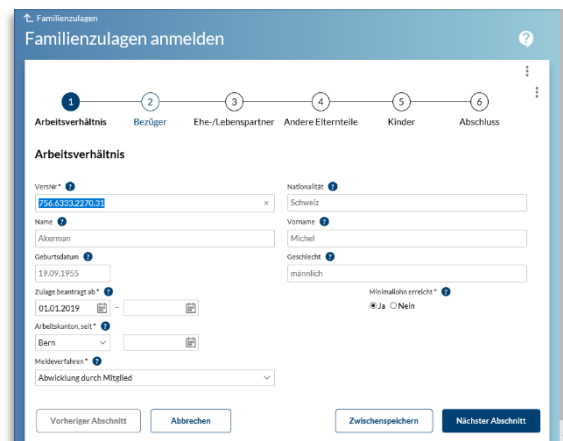 Familienzulagen
Familienzulagen anmelden
1 2 3 4 5 6
Arbeitsverhältnis Bezüger Ehe-/Lebenspartner Andere Elternteile Kinder Abschluss
Arbeitsverhältnis
VersNr* Nationalität
756.6333.2270.31 × Schweiz
Name Vorname
Akerman Michel
Geburtsdatum Geschlecht
19.09.1955 männlich
Zulage beantragt ab* Minimallohn erreicht*
01.01.2019 - Ja Nein
Arbeitskanton, seit*
Bern
Meldeverfahren*
Abwicklung durch Mitglied
Vorheriger Abschnitt Abbrechen Zwischenspeichern Nächster Abschnitt